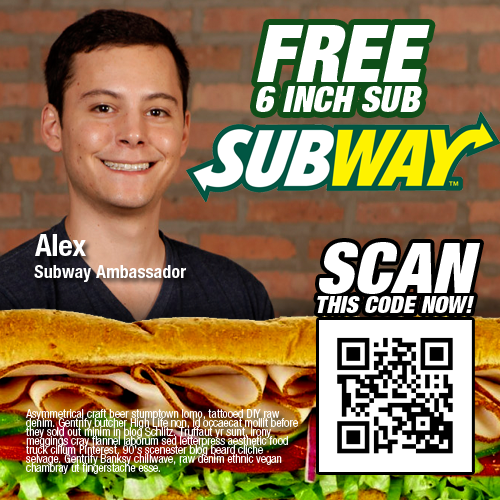 FREE
6 INCH SUB
SUBWAY™
Alex
Subway Ambassador
SCAN
THIS CODE NOW!
Asymmetrical craft beer stumptown lomo, tattooed DIY raw
denim. Gentrify butcher High Life non, id occaecat mollit before
they sold out minim in blog Schlitz. Truffaut yr sunt, irony
meggings cray flannel laborum sed letterpress aesthetic food
truck cillum Pinterest. 90's scenester blog beard cliche
selvage. Gentrify Banksy chillwave, raw denim ethnic vegan
chambray ut fingerstache esse.